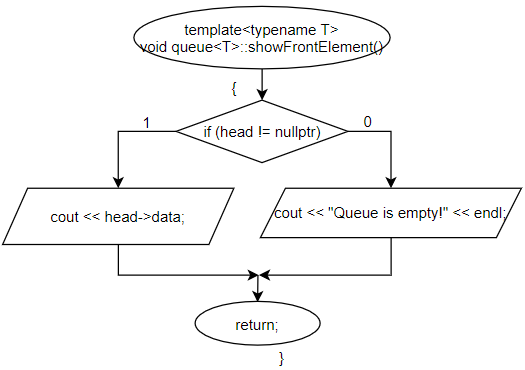 template<typename T>
void queue<T>::showFrontElement()
{
1
if (head != nullptr)
0
cout << head->data;
cout << "Queue is empty!" << endl;
return;
}